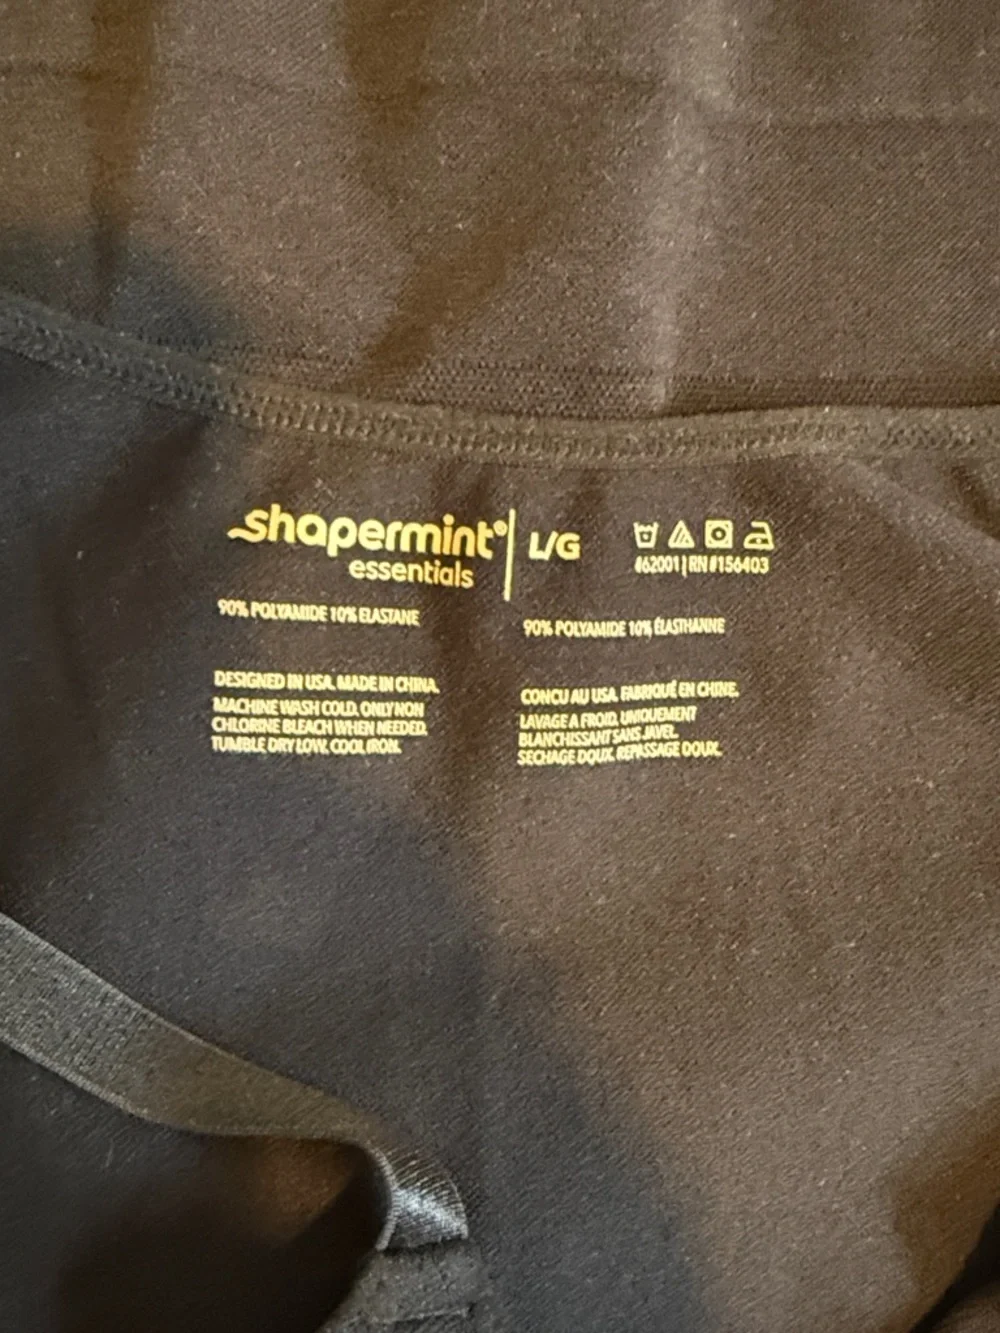 shapermint®
essentials
L/G
#62001 | RN#156403
90% POLYAMIDE 10% ELASTANE
90% POLYAMIDE 10% ÉLASTHANNE
DESIGNED IN USA. MADE IN CHINA.
MACHINE WASH COLD. ONLY NON
CHLORINE BLEACH WHEN NEEDED.
TUMBLE DRY LOW. COOL IRON.
CONCU AU USA. FABRIQUÉ EN CHINE.
LAVAGE A FROID. UNIQUEMENT
BLANCHISSANT SANS JAVEL.
SECHAGE DOUX. REPASSAGE DOUX.